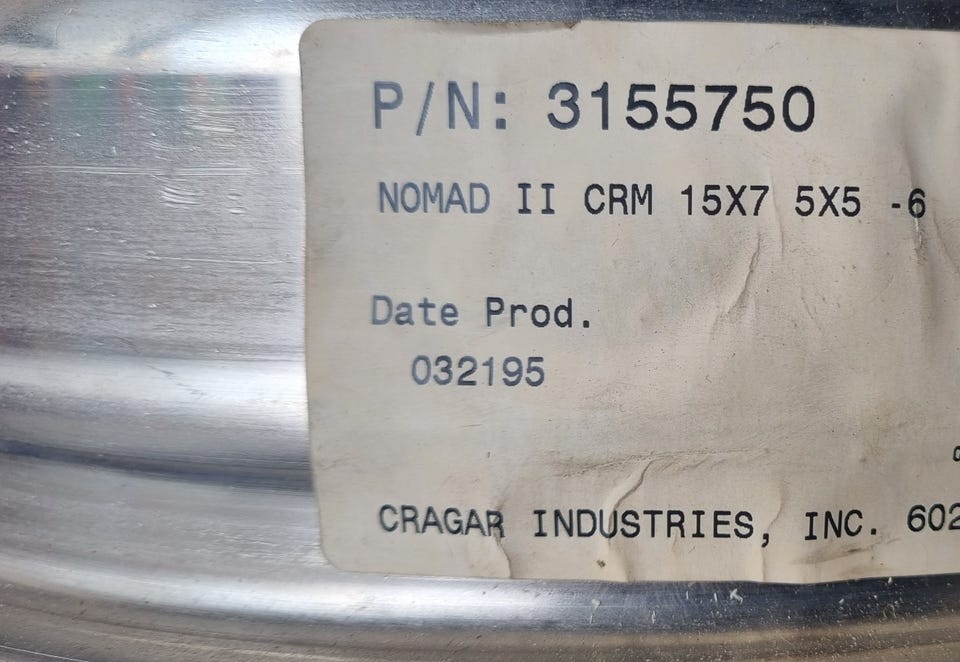 P/N: 3155750
NOMAD II CRM 15X7 5X5 -6
Date Prod.
032195
CRAGAR INDUSTRIES, INC. 602